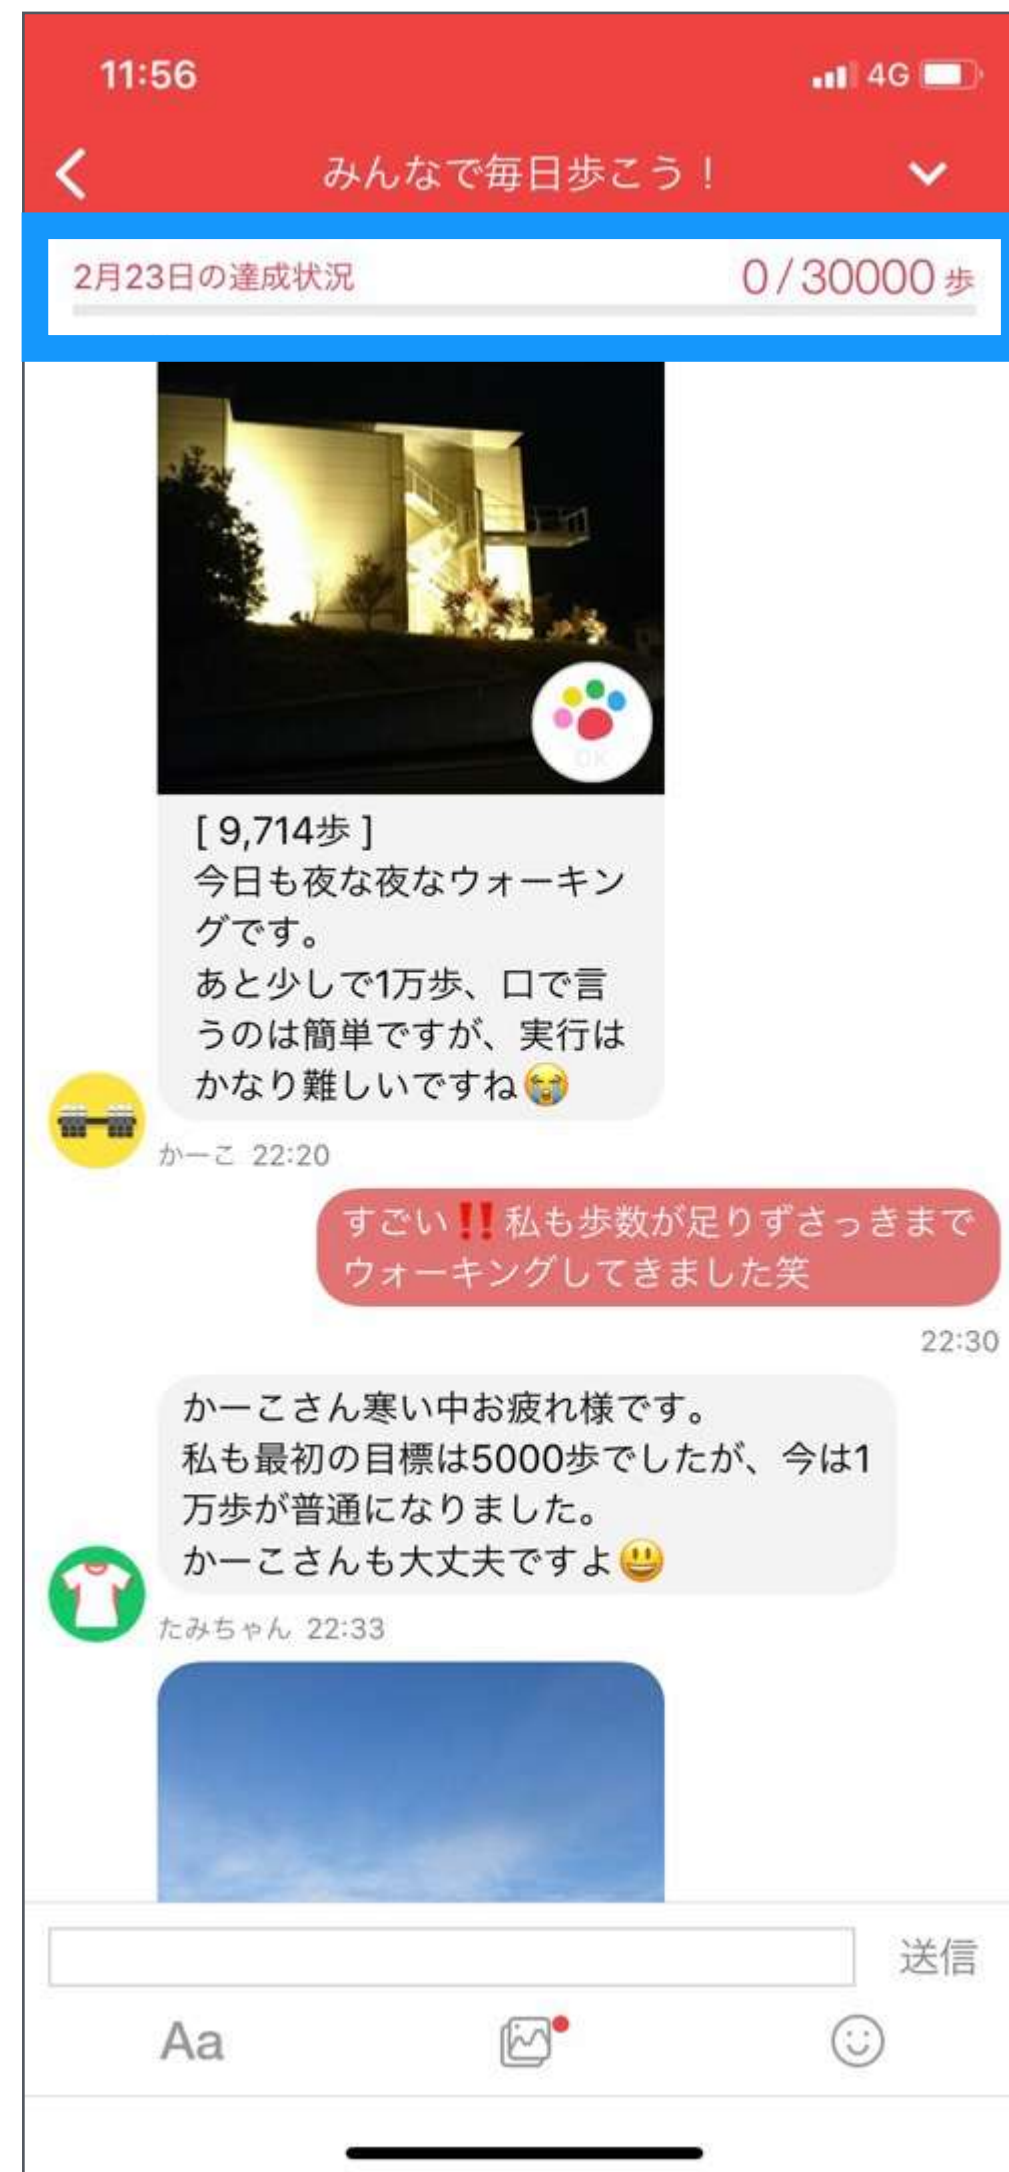 11:56
4G
みんなで毎日歩こう！
2月23日の達成状況
0/30000 歩
OK
[ 9,714歩 ]
今日も夜な夜なウォーキン
グです。
あと少しで1万歩、口で言
うのは簡単ですが、実行は
かなり難しいですね😭
かーこ 22:20
すごい‼️私も歩数が足りずさっきまで
ウォーキングしてきました笑
22:30
かーこさん寒い中お疲れ様です。
私も最初の目標は5000歩でしたが、今は1
万歩が普通になりました。
かーこさんも大丈夫ですよ😃
たみちゃん 22:33
送信
Aa